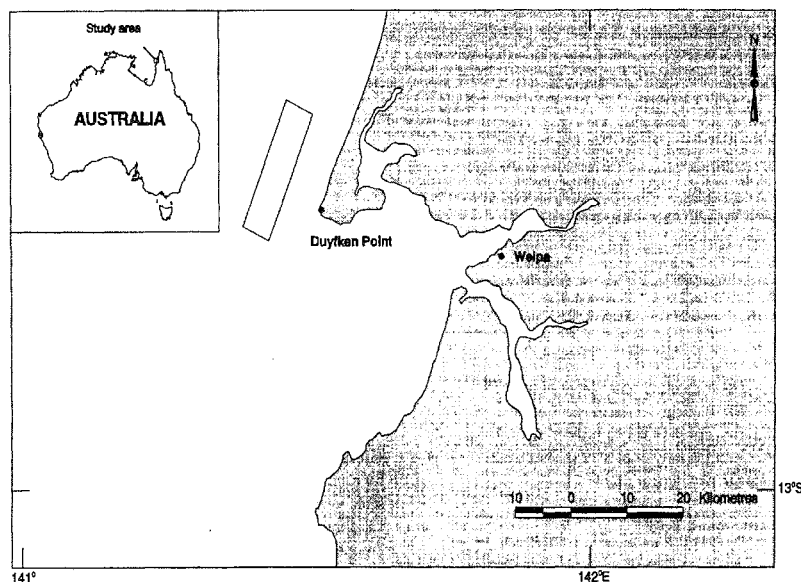 Study area
AUSTRALIA
N
Duyfken Point
Weipa
13°S
10 0 10 20 Kilometres
141°
142°E